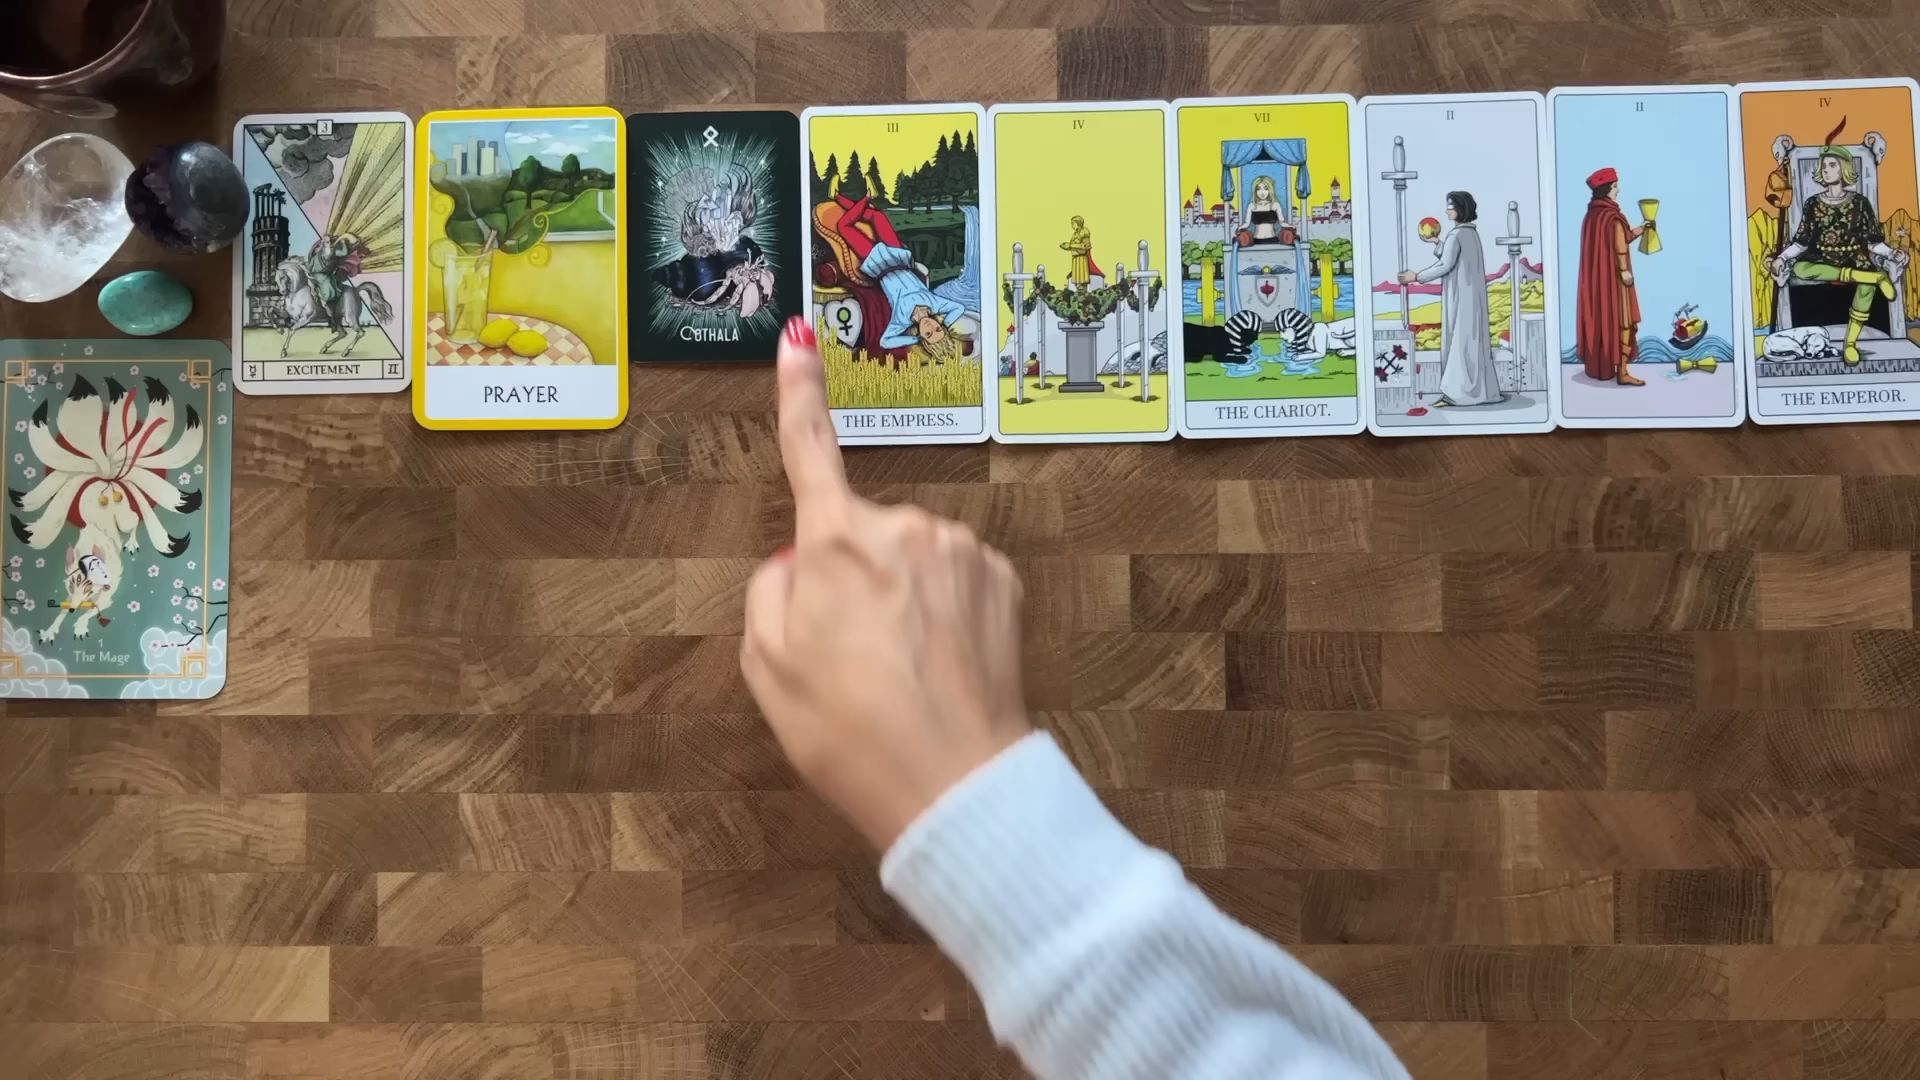 3
EXCITEMENT
PRAYER
OTHALA
III
THE EMPRESS.
IV
VII
THE CHARIOT.
II
II
IV
THE EMPEROR.
1
The Mage